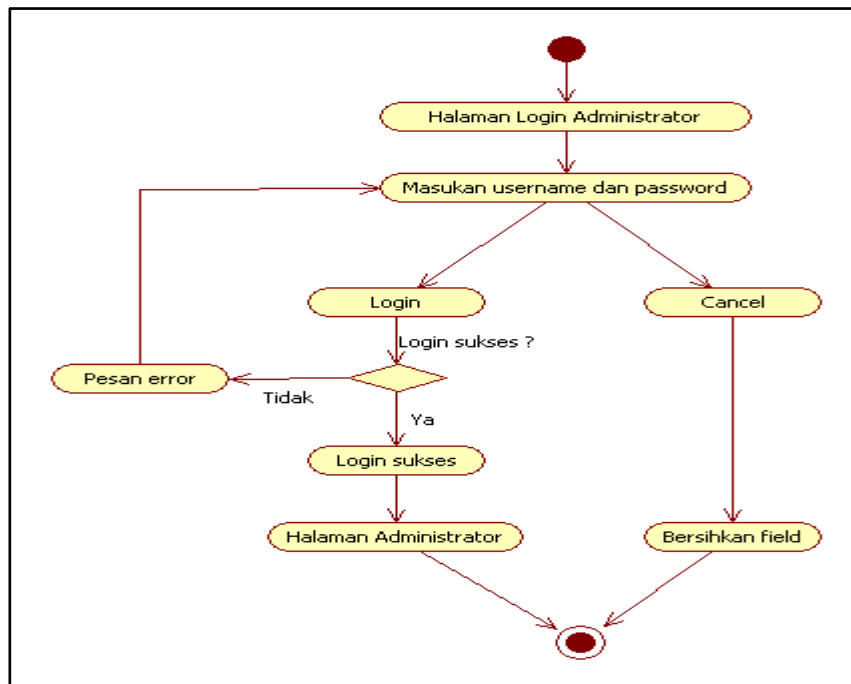 Halaman Login Administrator
Masukan username dan password
Login
Cancel
Login sukses ?
Pesan error
Tidak
Ya
Login sukses
Halaman Administrator
Bersihkan field